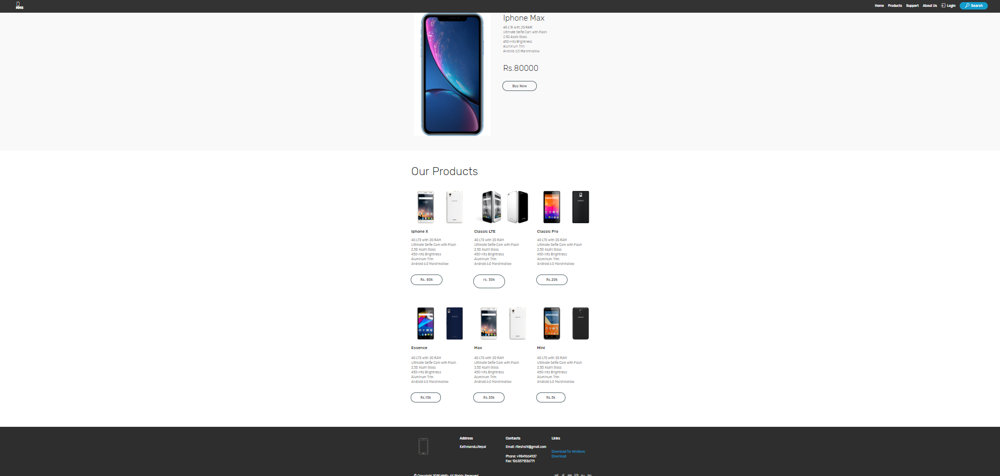 MMS
Home Products Support About Us Login Search
Iphone Max
4G LTE with 2G RAM
Ultimate Selfie Cam with Flash
2.5D Asahi Glass
450-nits Brightness
Aluminum Trim
Android 6.0 Marshmallow
Rs.80000
Buy Now
Our Products
Iphone X
4G LTE with 2G RAM
Ultimate Selfie Cam with Flash
2.5D Asahi Glass
450-nits Brightness
Aluminum Trim
Android 6.0 Marshmallow
Rs. 80k
Classic LTE
4G LTE with 2G RAM
Ultimate Selfie Cam with Flash
2.5D Asahi Glass
450-nits Brightness
Aluminum Trim
Android 6.0 Marshmallow
rs. 30k
Classic Pro
4G LTE with 2G RAM
Ultimate Selfie Cam with Flash
2.5D Asahi Glass
450-nits Brightness
Aluminum Trim
Android 6.0 Marshmallow
Rs.20k
Essence
4G LTE with 2G RAM
Ultimate Selfie Cam with Flash
2.5D Asahi Glass
450-nits Brightness
Aluminum Trim
Android 6.0 Marshmallow
Rs.15k
Max
4G LTE with 2G RAM
Ultimate Selfie Cam with Flash
2.5D Asahi Glass
450-nits Brightness
Aluminum Trim
Android 6.0 Marshmallow
Rs.35k
Mini
4G LTE with 2G RAM
Ultimate Selfie Cam with Flash
2.5D Asahi Glass
450-nits Brightness
Aluminum Trim
Android 6.0 Marshmallow
Rs.5k
Address
Kathmandu,Nepal
Contacts
Email: riteshsht@gmail.com
Phone: +9841664137
Fax: 1263571536771
Links
Download for Windows
Download
© Copyright 2019 MMS- All Rights Reserved